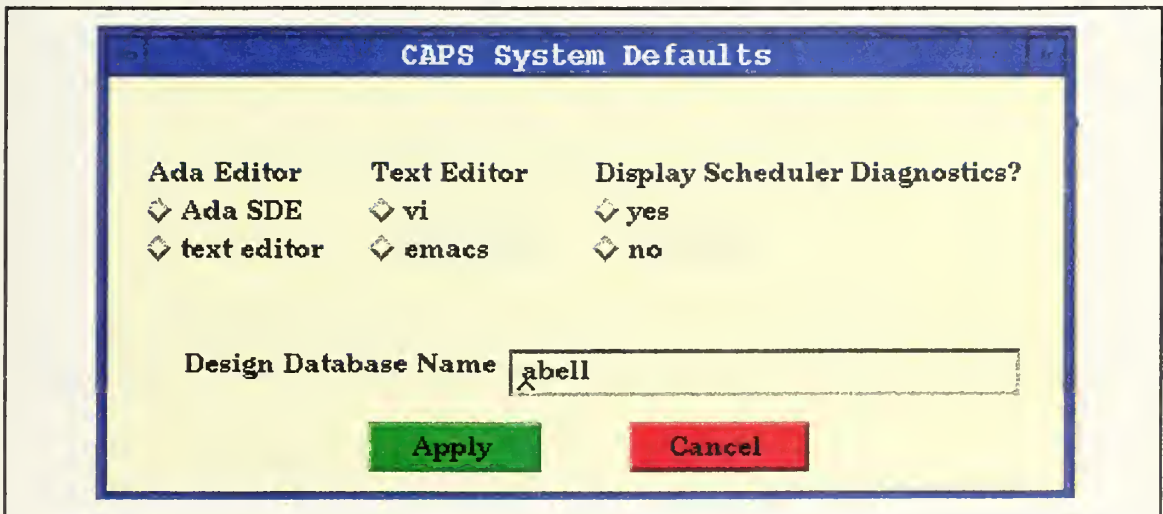 CAPS System Defaults
Ada Editor Text Editor Display Scheduler Diagnostics?
Ada SDE vi yes
text editor emacs no
Design Database Name abell
Apply Cancel